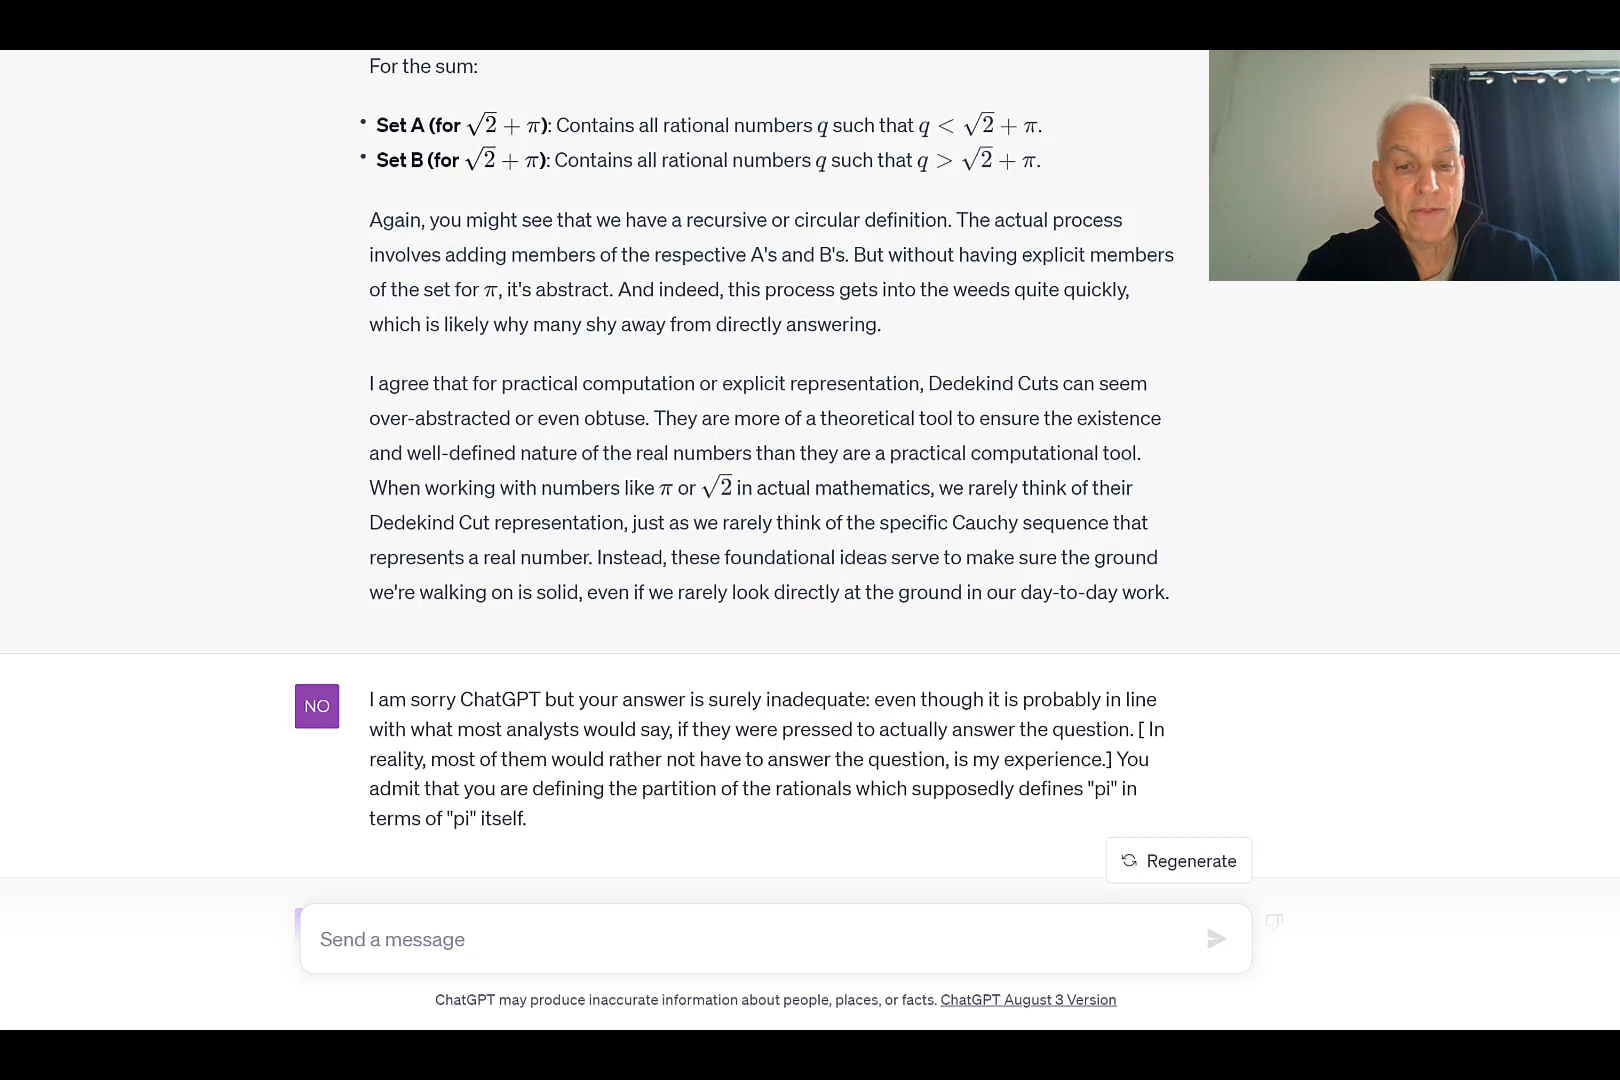 For the sum:
• Set A (for √2 + π): Contains all rational numbers q such that q < √2 + π.
• Set B (for √2 + π): Contains all rational numbers q such that q > √2 + π.
Again, you might see that we have a recursive or circular definition. The actual process
involves adding members of the respective A's and B's. But without having explicit members
of the set for π, it's abstract. And indeed, this process gets into the weeds quite quickly,
which is likely why many shy away from directly answering.
I agree that for practical computation or explicit representation, Dedekind Cuts can seem
over-abstracted or even obtuse. They are more of a theoretical tool to ensure the existence
and well-defined nature of the real numbers than they are a practical computational tool.
When working with numbers like π or √2 in actual mathematics, we rarely think of their
Dedekind Cut representation, just as we rarely think of the specific Cauchy sequence that
represents a real number. Instead, these foundational ideas serve to make sure the ground
we're walking on is solid, even if we rarely look directly at the ground in our day-to-day work.
NO
I am sorry ChatGPT but your answer is surely inadequate: even though it is probably in line
with what most analysts would say, if they were pressed to actually answer the question. [ In
reality, most of them would rather not have to answer the question, is my experience.] You
admit that you are defining the partition of the rationals which supposedly defines "pi" in
terms of "pi" itself.
Regenerate
Send a message
ChatGPT may produce inaccurate information about people, places, or facts. ChatGPT August 3 Version